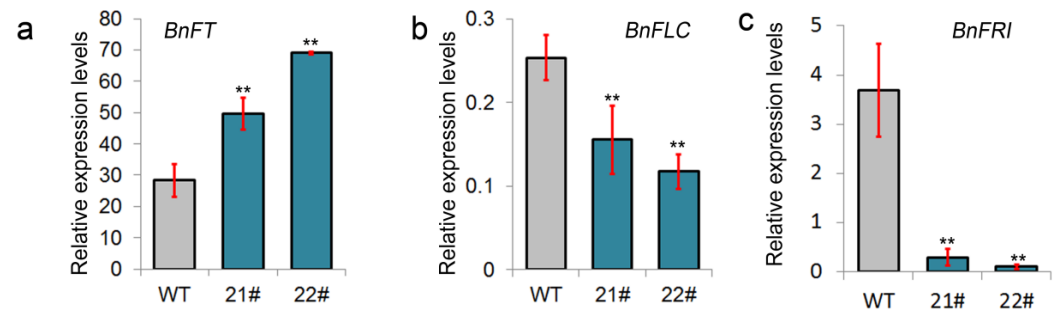 a
BnFT
Relative expression levels
80
70
60
50
40
30
20
10
0
**
**
WT 21# 22#
b
BnFLC
Relative expression levels
0.3
0.2
0.1
0
**
**
WT 21# 22#
c
BnFRI
Relative expression levels
5
4
3
2
1
0
**
**
WT 21# 22#